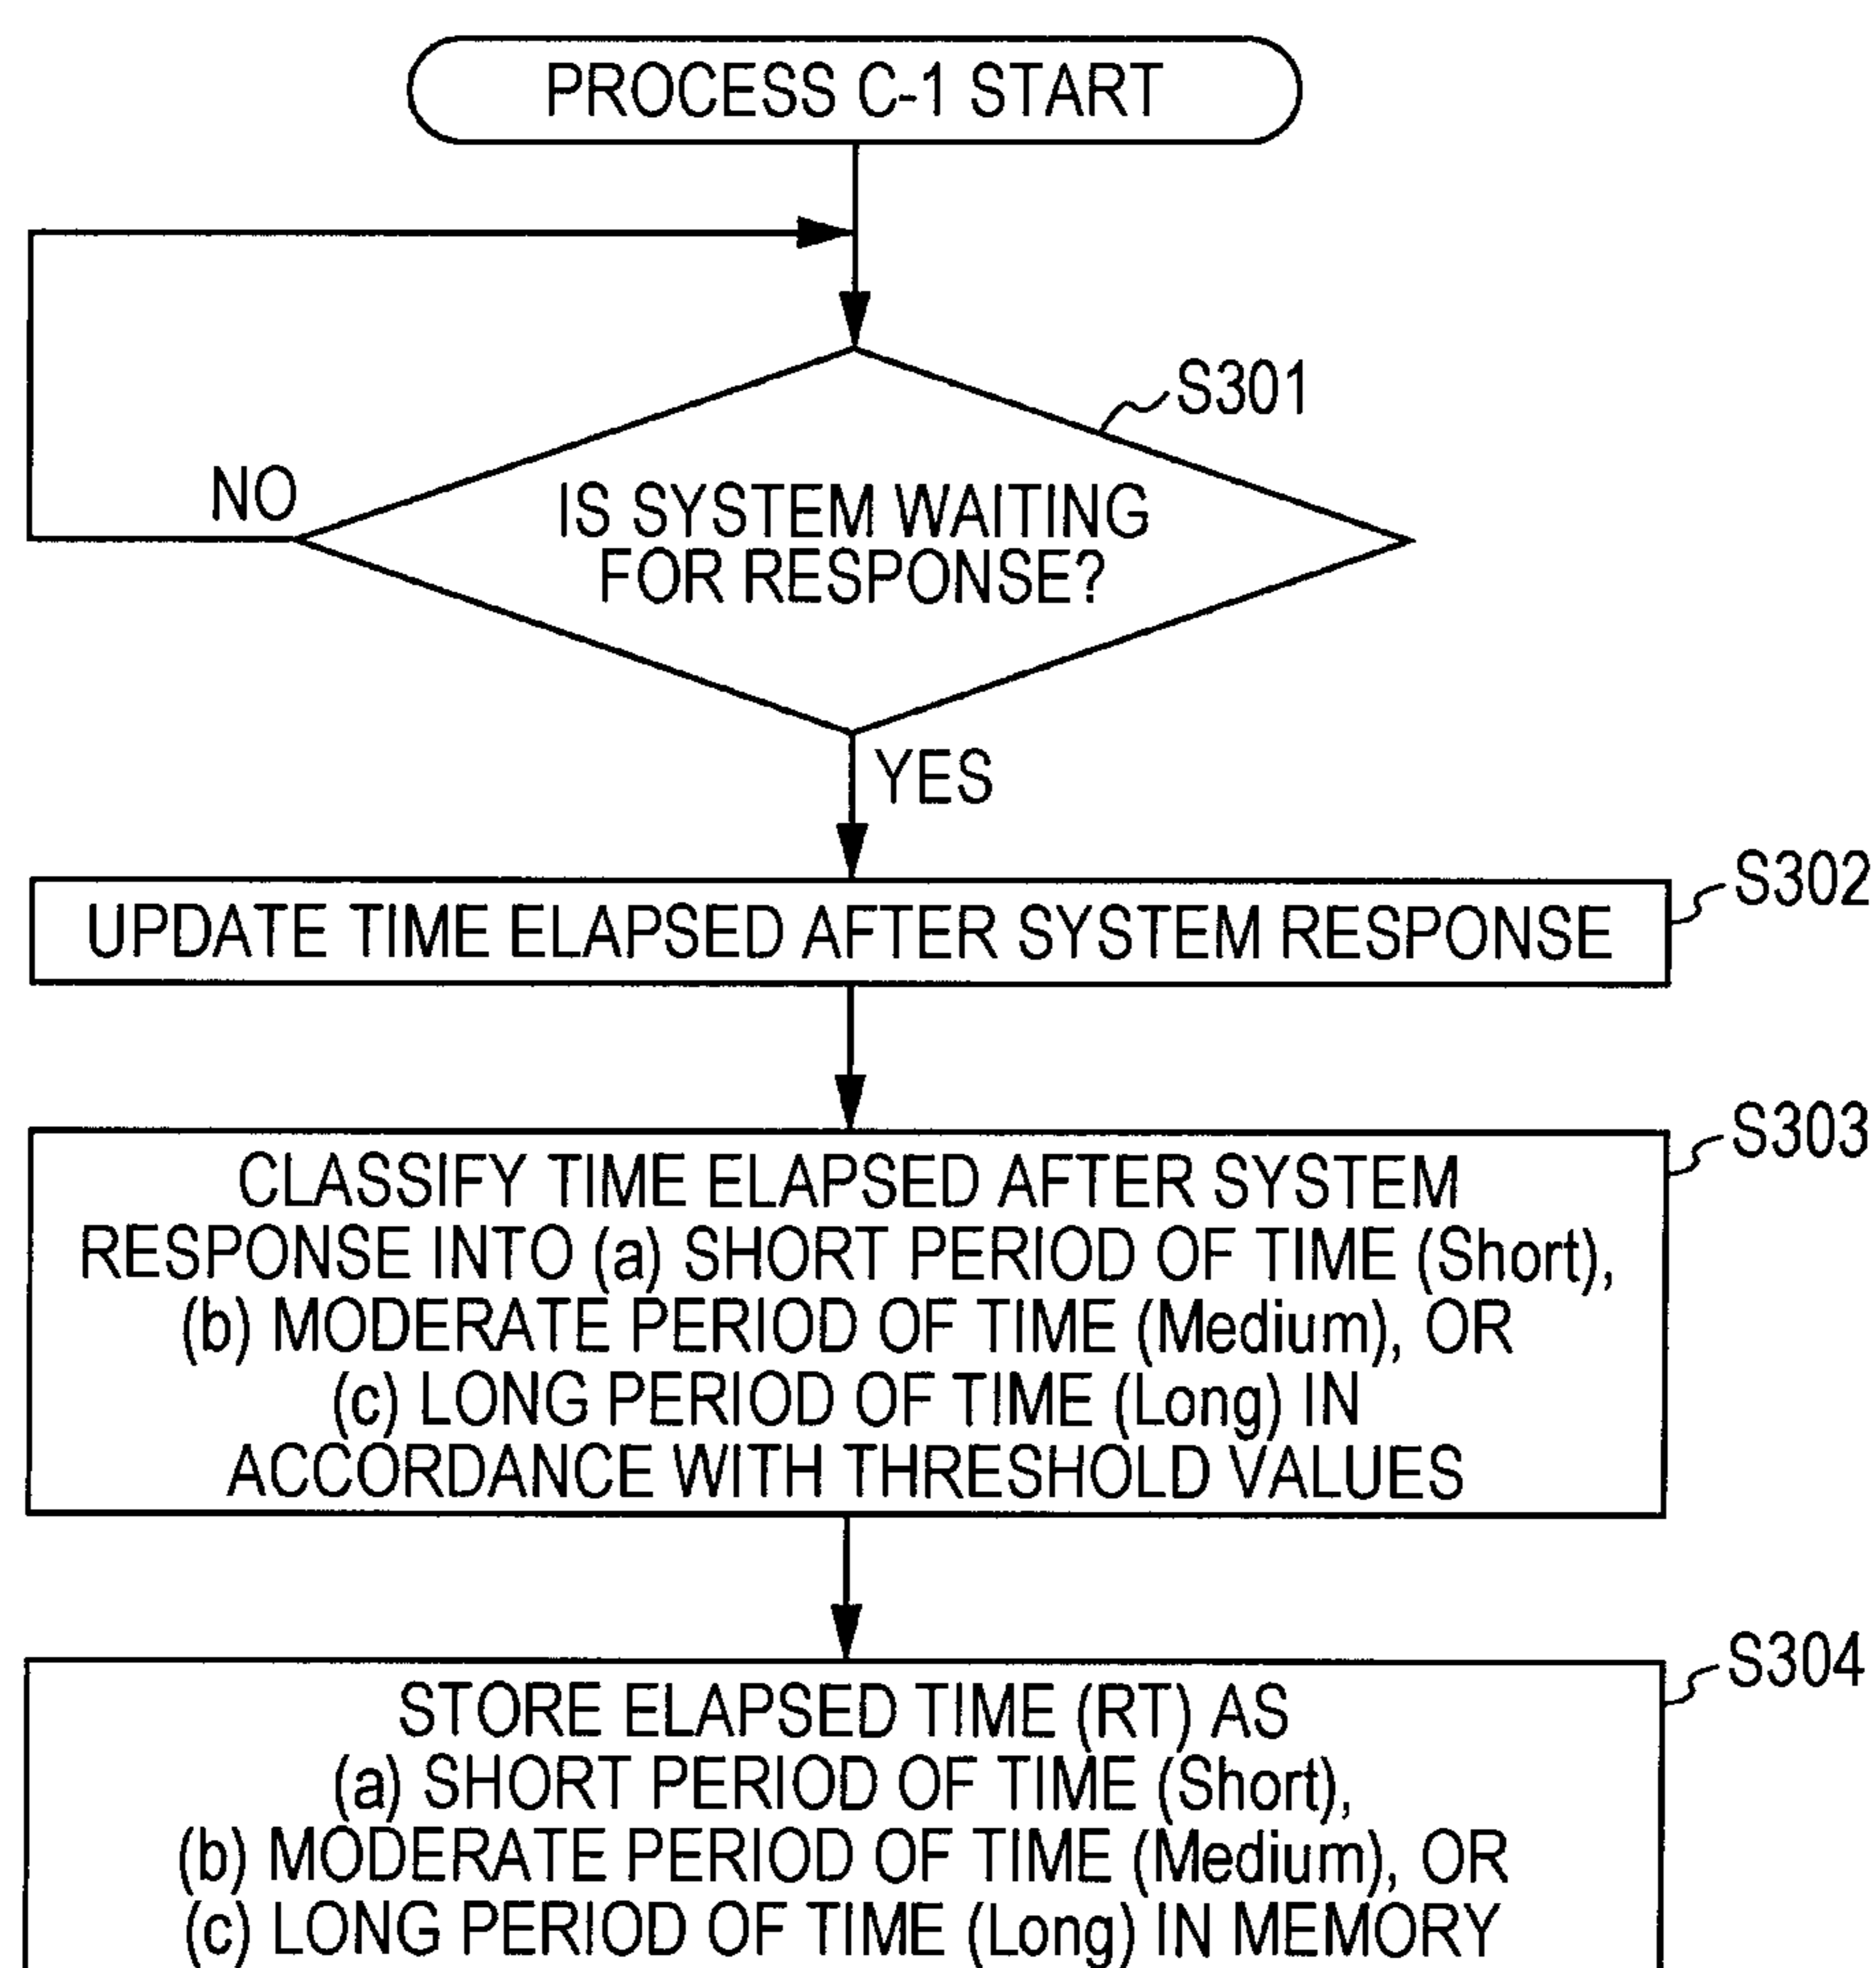 PROCESS C-1 START
S301
NO
IS SYSTEM WAITING
FOR RESPONSE?
YES
S302
UPDATE TIME ELAPSED AFTER SYSTEM RESPONSE
S303
CLASSIFY TIME ELAPSED AFTER SYSTEM
RESPONSE INTO (a) SHORT PERIOD OF TIME (Short),
(b) MODERATE PERIOD OF TIME (Medium), OR
(c) LONG PERIOD OF TIME (Long) IN
ACCORDANCE WITH THRESHOLD VALUES
S304
STORE ELAPSED TIME (RT) AS
(a) SHORT PERIOD OF TIME (Short),
(b) MODERATE PERIOD OF TIME (Medium), OR
(c) LONG PERIOD OF TIME (Long) IN MEMORY